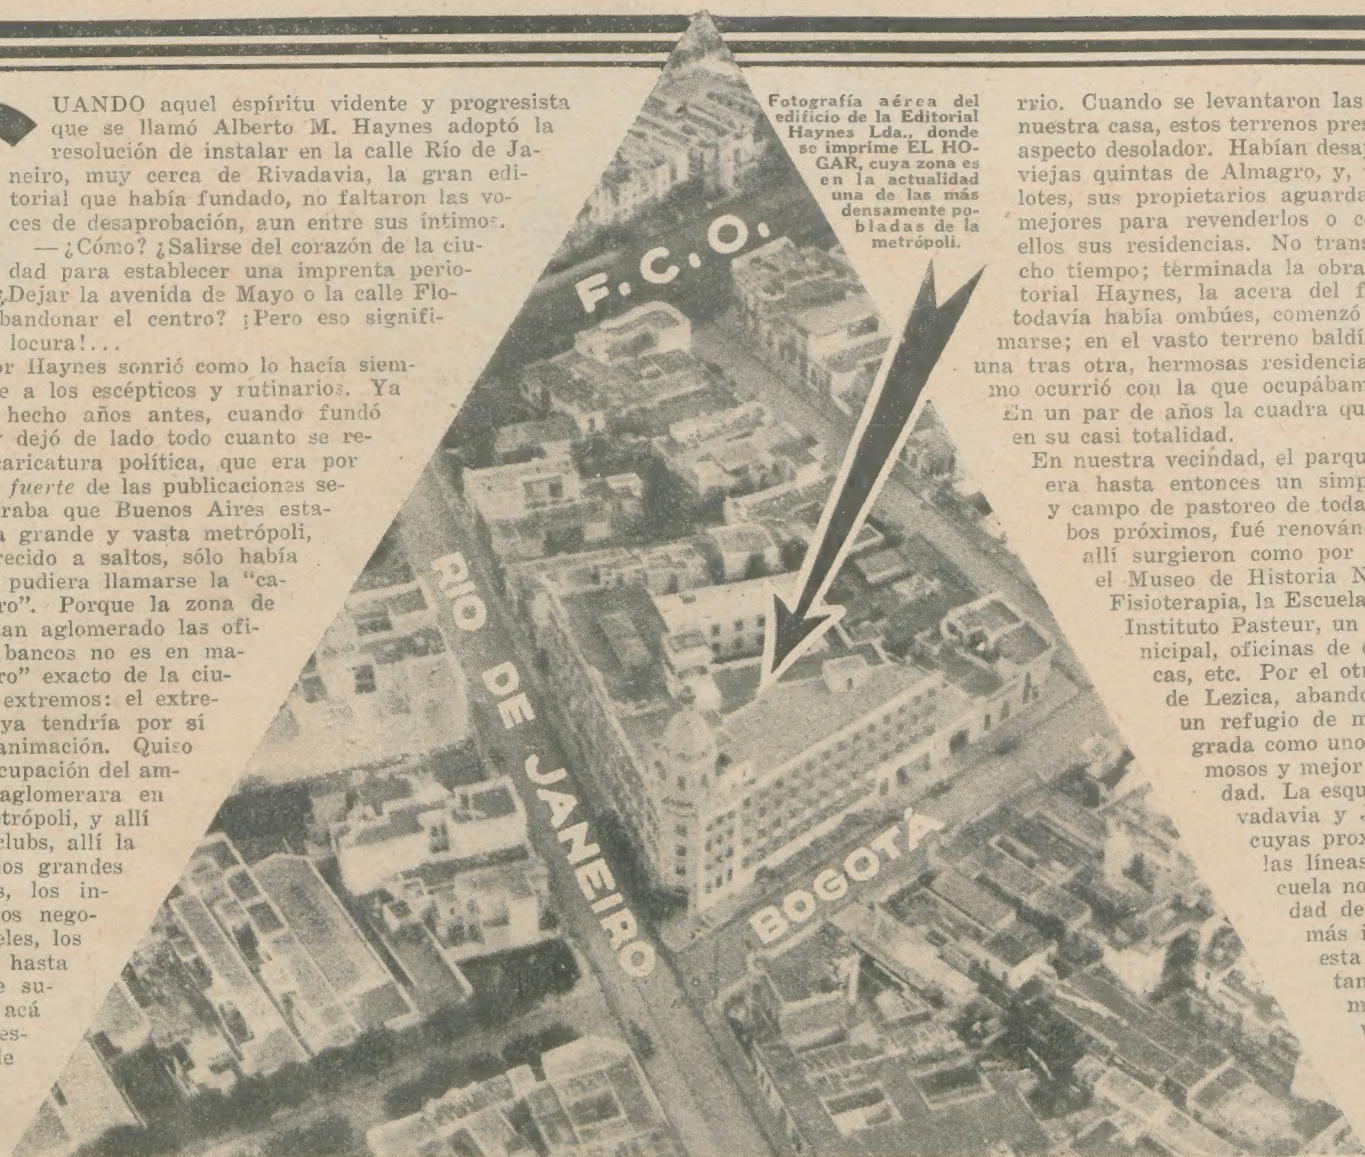 UANDO aquel espíritu vidente y progresista
que se llamó Alberto M. Haynes adoptó la
resolución de instalar en la calle Río de Ja-
neiro, muy cerca de Rivadavia, la gran edi-
torial que había fundado, no faltaron las vo-
ces de desaprobación, aun entre sus íntimos.
— ¿Cómo? ¿Salirse del corazón de la ciu-
dad para establecer una imprenta perio-
¿Dejar la avenida de Mayo o la calle Flo-
bandonar el centro? ¡Pero eso signifi-
locura!...
or Haynes sonrió como lo hacía siem-
e a los escépticos y rutinarios. Ya
hecho años antes, cuando fundó
dejó de lado todo cuanto se re-
caricatura política, que era por
fuerte de las publicaciones se-
raba que Buenos Aires esta-
a grande y vasta metrópoli,
recido a saltos, sólo había
pudiera llamarse la "ca-
ro". Porque la zona de
an aglomerado las ofi-
bancos no es en ma-
ro" exacto de la ciu-
extremos: el extre-
ya tendría por sí
animación. Quiso
cupación del am-
aglomerara en
trópoli, y allí
clubs, allí la
los grandes
s, los in-
os nego-
eles, los
hasta
e su-
acá
es-
le
Fotografía aérea del
edificio de la Editorial
Haynes Lda., donde
se imprime EL HO-
GAR, cuya zona es
en la actualidad
una de las más
densamente po-
bladas de la
metrópoli.
F.C.O.
RIO DE JANEIRO
BOGOTÁ
rrio. Cuando se levantaron las
nuestra casa, estos terrenos pres
aspecto desolador. Habían desap
viejas quintas de Almagro, y,
lotes, sus propietarios aguarda
mejores para revenderlos o c
ellos sus residencias. No trans
cho tiempo; terminada la obra
torial Haynes, la acera del f
todavía había ombúes, comenzó
marse; en el vasto terreno baldí
una tras otra, hermosas residencia
mo ocurrió con la que ocupábam
En un par de años la cuadra qu
en su casi totalidad.
En nuestra vecindad, el parqu
era hasta entonces un simp
y campo de pastoreo de toda
bos próximos, fué renován
allí surgieron como por
el Museo de Historia N
Fisioterapia, la Escuela
Instituto Pasteur, un
nicipal, oficinas de
cas, etc. Por el otr
de Lezica, aband
un refugio de m
grada como uno
mosos y mejor
dad. La esqu
vadavia y
cuyas prox
las líneas
cuela no
dad de
más i
esta
tan
m